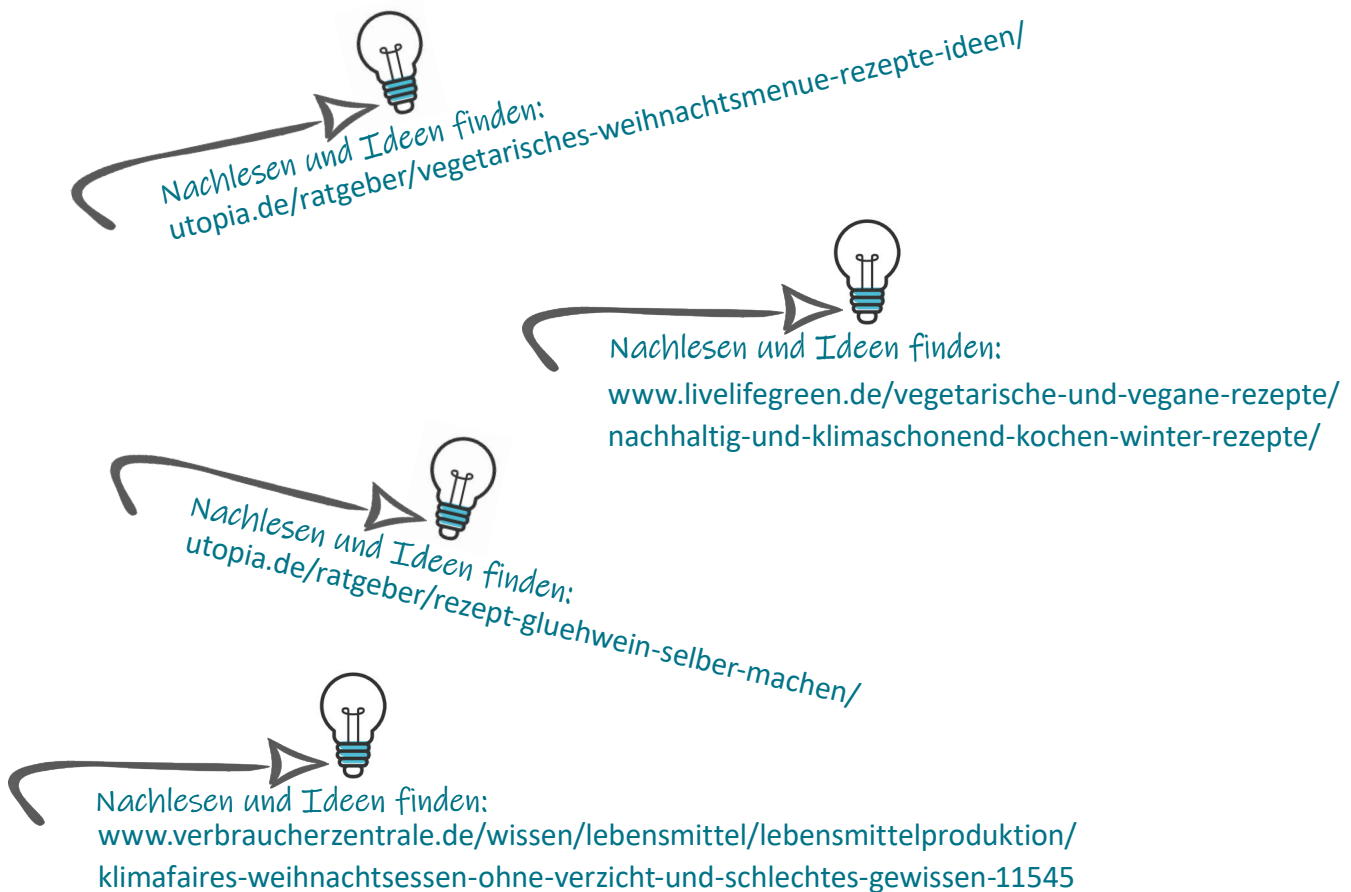 Nachlesen und Ideen finden:
utopia.de/ratgeber/vegetarisches-weihnachtsmenue-rezepte-ideen/
Nachlesen und Ideen finden:
www.livelifegreen.de/vegetarische-und-vegane-rezepte/
nachhaltig-und-klimaschonend-kochen-winter-rezepte/
Nachlesen und Ideen finden:
utopia.de/ratgeber/rezept-gluehwein-selber-machen/
Nachlesen und Ideen finden:
www.verbraucherzentrale.de/wissen/lebensmittel/lebensmittelproduktion/
klimafaires-weihnachtsessen-ohne-verzicht-und-schlechtes-gewissen-11545